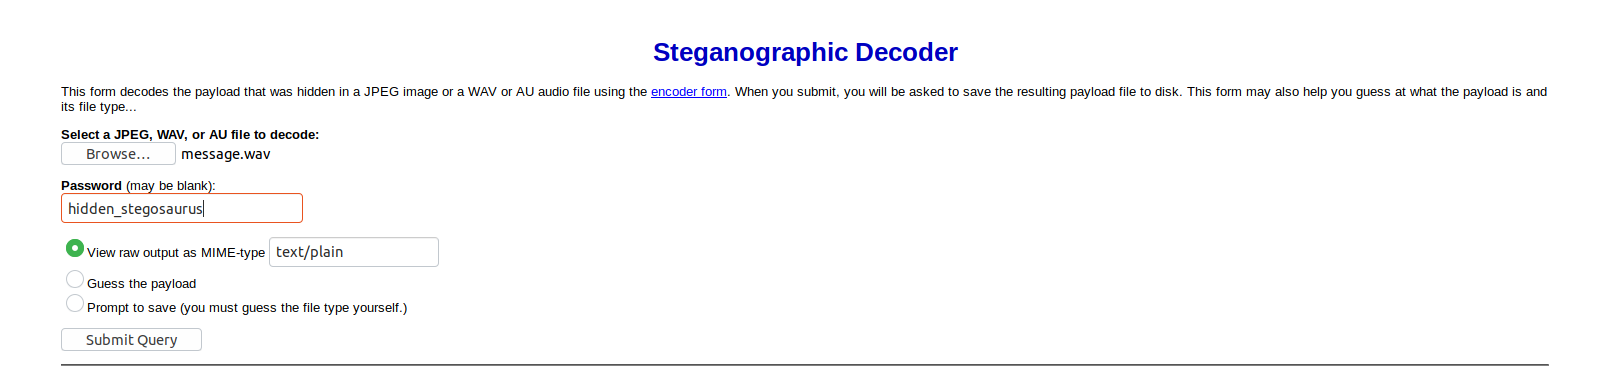 Steganographic Decoder
This form decodes the payload that was hidden in a JPEG image or a WAV or AU audio file using the encoder form. When you submit, you will be asked to save the resulting payload file to disk. This form may also help you guess at what the payload is and
its file type...
Select a JPEG, WAV, or AU file to decode:
Browse... message.wav
Password (may be blank):
hidden_stegosaurus
View raw output as MIME-type text/plain
Guess the payload
Prompt to save (you must guess the file type yourself.)
Submit Query